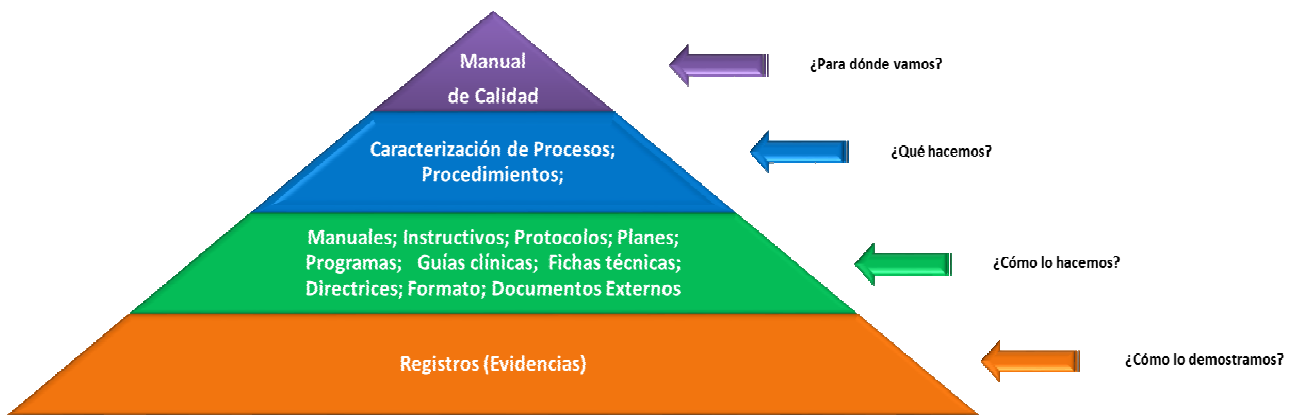 Manual
de Calidad
¿Para dónde vamos?
Caracterización de Procesos;
Procedimientos;
¿Qué hacemos?
Manuales; Instructivos; Protocolos; Planes;
Programas; Guías clínicas; Fichas técnicas;
Directrices; Formato; Documentos Externos
¿Cómo lo hacemos?
Registros (Evidencias)
¿Cómo lo demostramos?